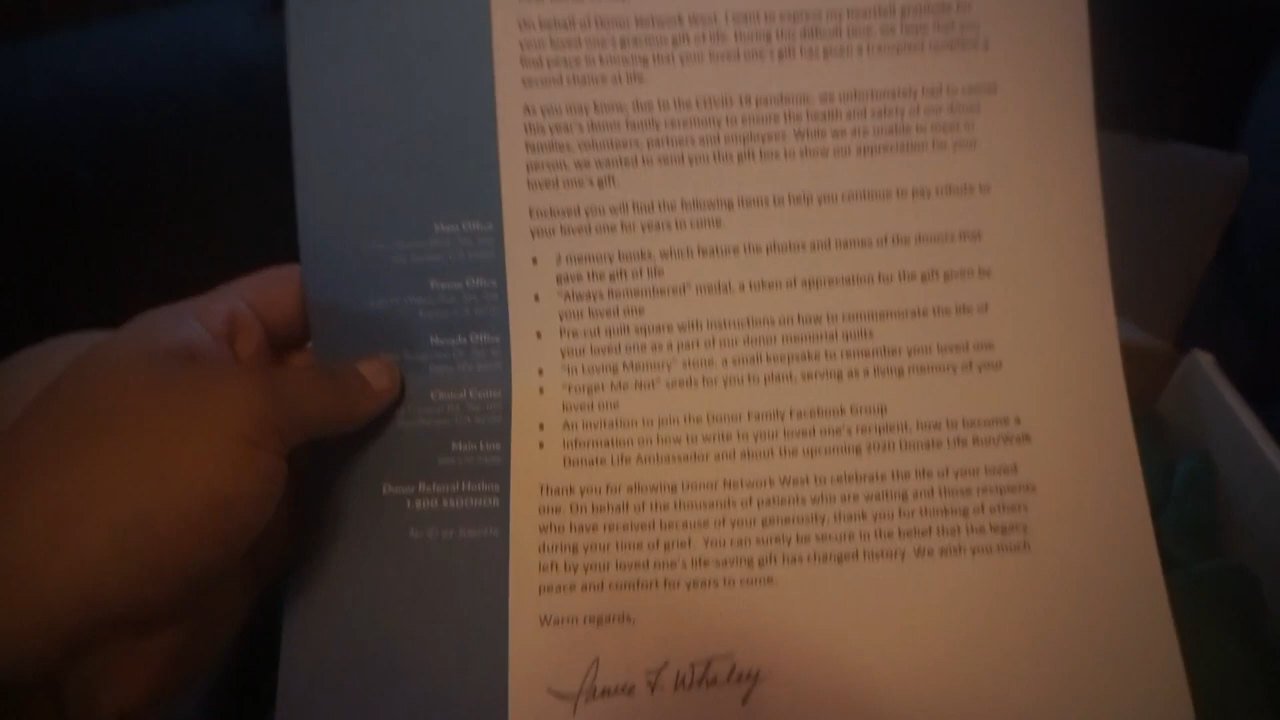 On behalf of Donor Network West, I want to express my heartfelt gratitude for
your loved one's gracious gift of life. During this difficult time, we hope that you
find peace in knowing that your loved one's gift has given a transplant recipient a
second chance at life.
As you may know, due to the COVID-19 pandemic, we unfortunately had to cancel
this year's donor family ceremony to ensure the health and safety of our donor
families, volunteers, partners and employees. While we are unable to meet in
person, we wanted to send you this gift box to show our appreciation for your
loved one's gift.
Enclosed you will find the following items to help you continue to pay tribute to
your loved one for years to come.
• 2 memory books, which feature the photos and names of the donors that
gave the gift of life
• "Always Remembered" medal, a token of appreciation for the gift given by
your loved one
• Pre-cut quilt square with instructions on how to commemorate the life of
your loved one as a part of our donor memorial quilts
• "In Loving Memory" stone, a small keepsake to remember your loved one
• "Forget-Me-Not" seeds for you to plant, serving as a living memory of your
loved one
• An invitation to join the Donor Family Facebook Group
• Information on how to write to your loved one's recipient, how to become a
Donate Life Ambassador and about the upcoming 2020 Donate Life Run/Walk
Thank you for allowing Donor Network West to celebrate the life of your loved
one. On behalf of the thousands of patients who are waiting and those recipients
who have received because of your generosity, thank you for thinking of others
during your time of grief. You can surely be secure in the belief that the legacy
left by your loved one's life-saving gift has changed history. We wish you much
peace and comfort for years to come.
Warm regards,
Janice F. Whaley
Main Office
Fresno Office
Nevada Office
Clinical Center
Main Line
Donor Referral Hotline
1.800 55DONOR